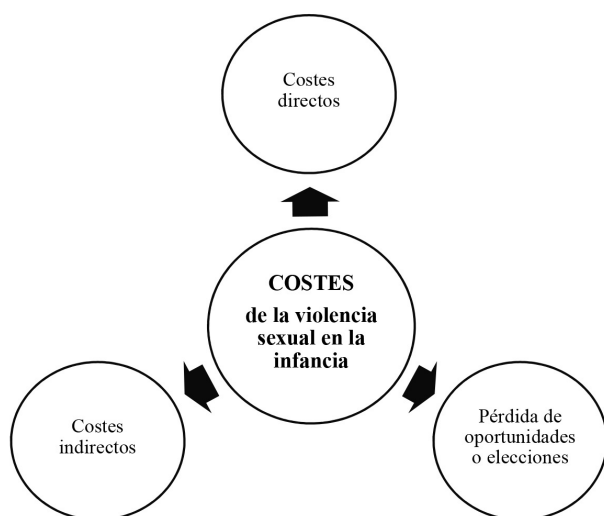 Costes
directos
COSTES
de la violencia
sexual en la
infancia
Costes
indirectos
Pérdida de
oportunidades
o elecciones